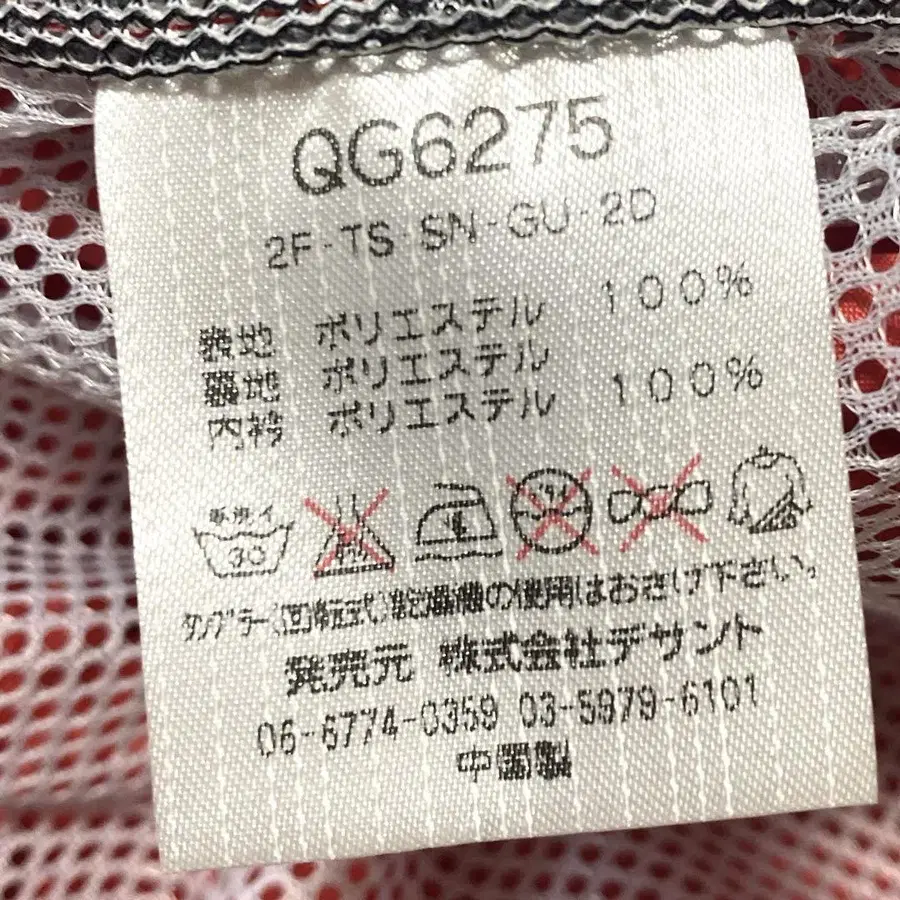 QG6275
2F-TS SN-GU-2D
表地 ポリエステル 100%
裏地 ポリエステル
内衿 ポリエステル 100%
手洗イ
30
タンブラー(回転式)乾燥機の使用はおさけ下さい。
発売元 株式会社デサント
06-6774-0359 03-5979-6101
中国製